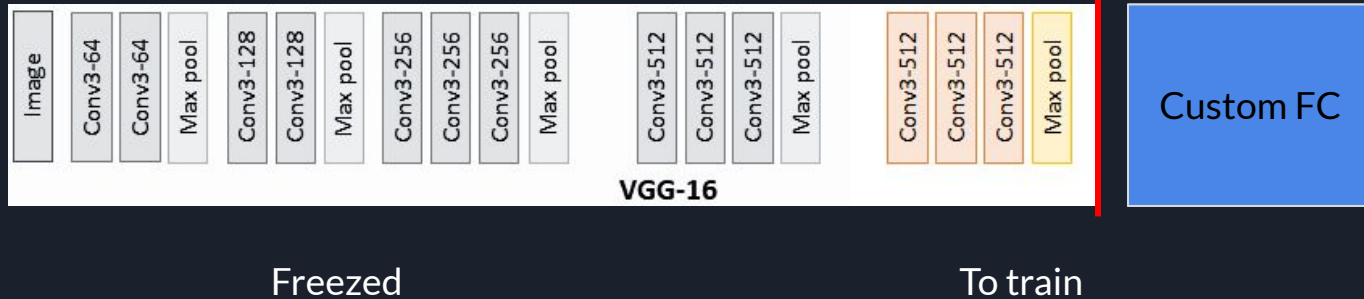 Image
Conv3-64
Conv3-64
Max pool
Conv3-128
Conv3-128
Max pool
Conv3-256
Conv3-256
Conv3-256
Max pool
Conv3-512
Conv3-512
Conv3-512
Max pool
Conv3-512
Conv3-512
Conv3-512
Max pool
Custom FC
VGG-16
Freezed
To train